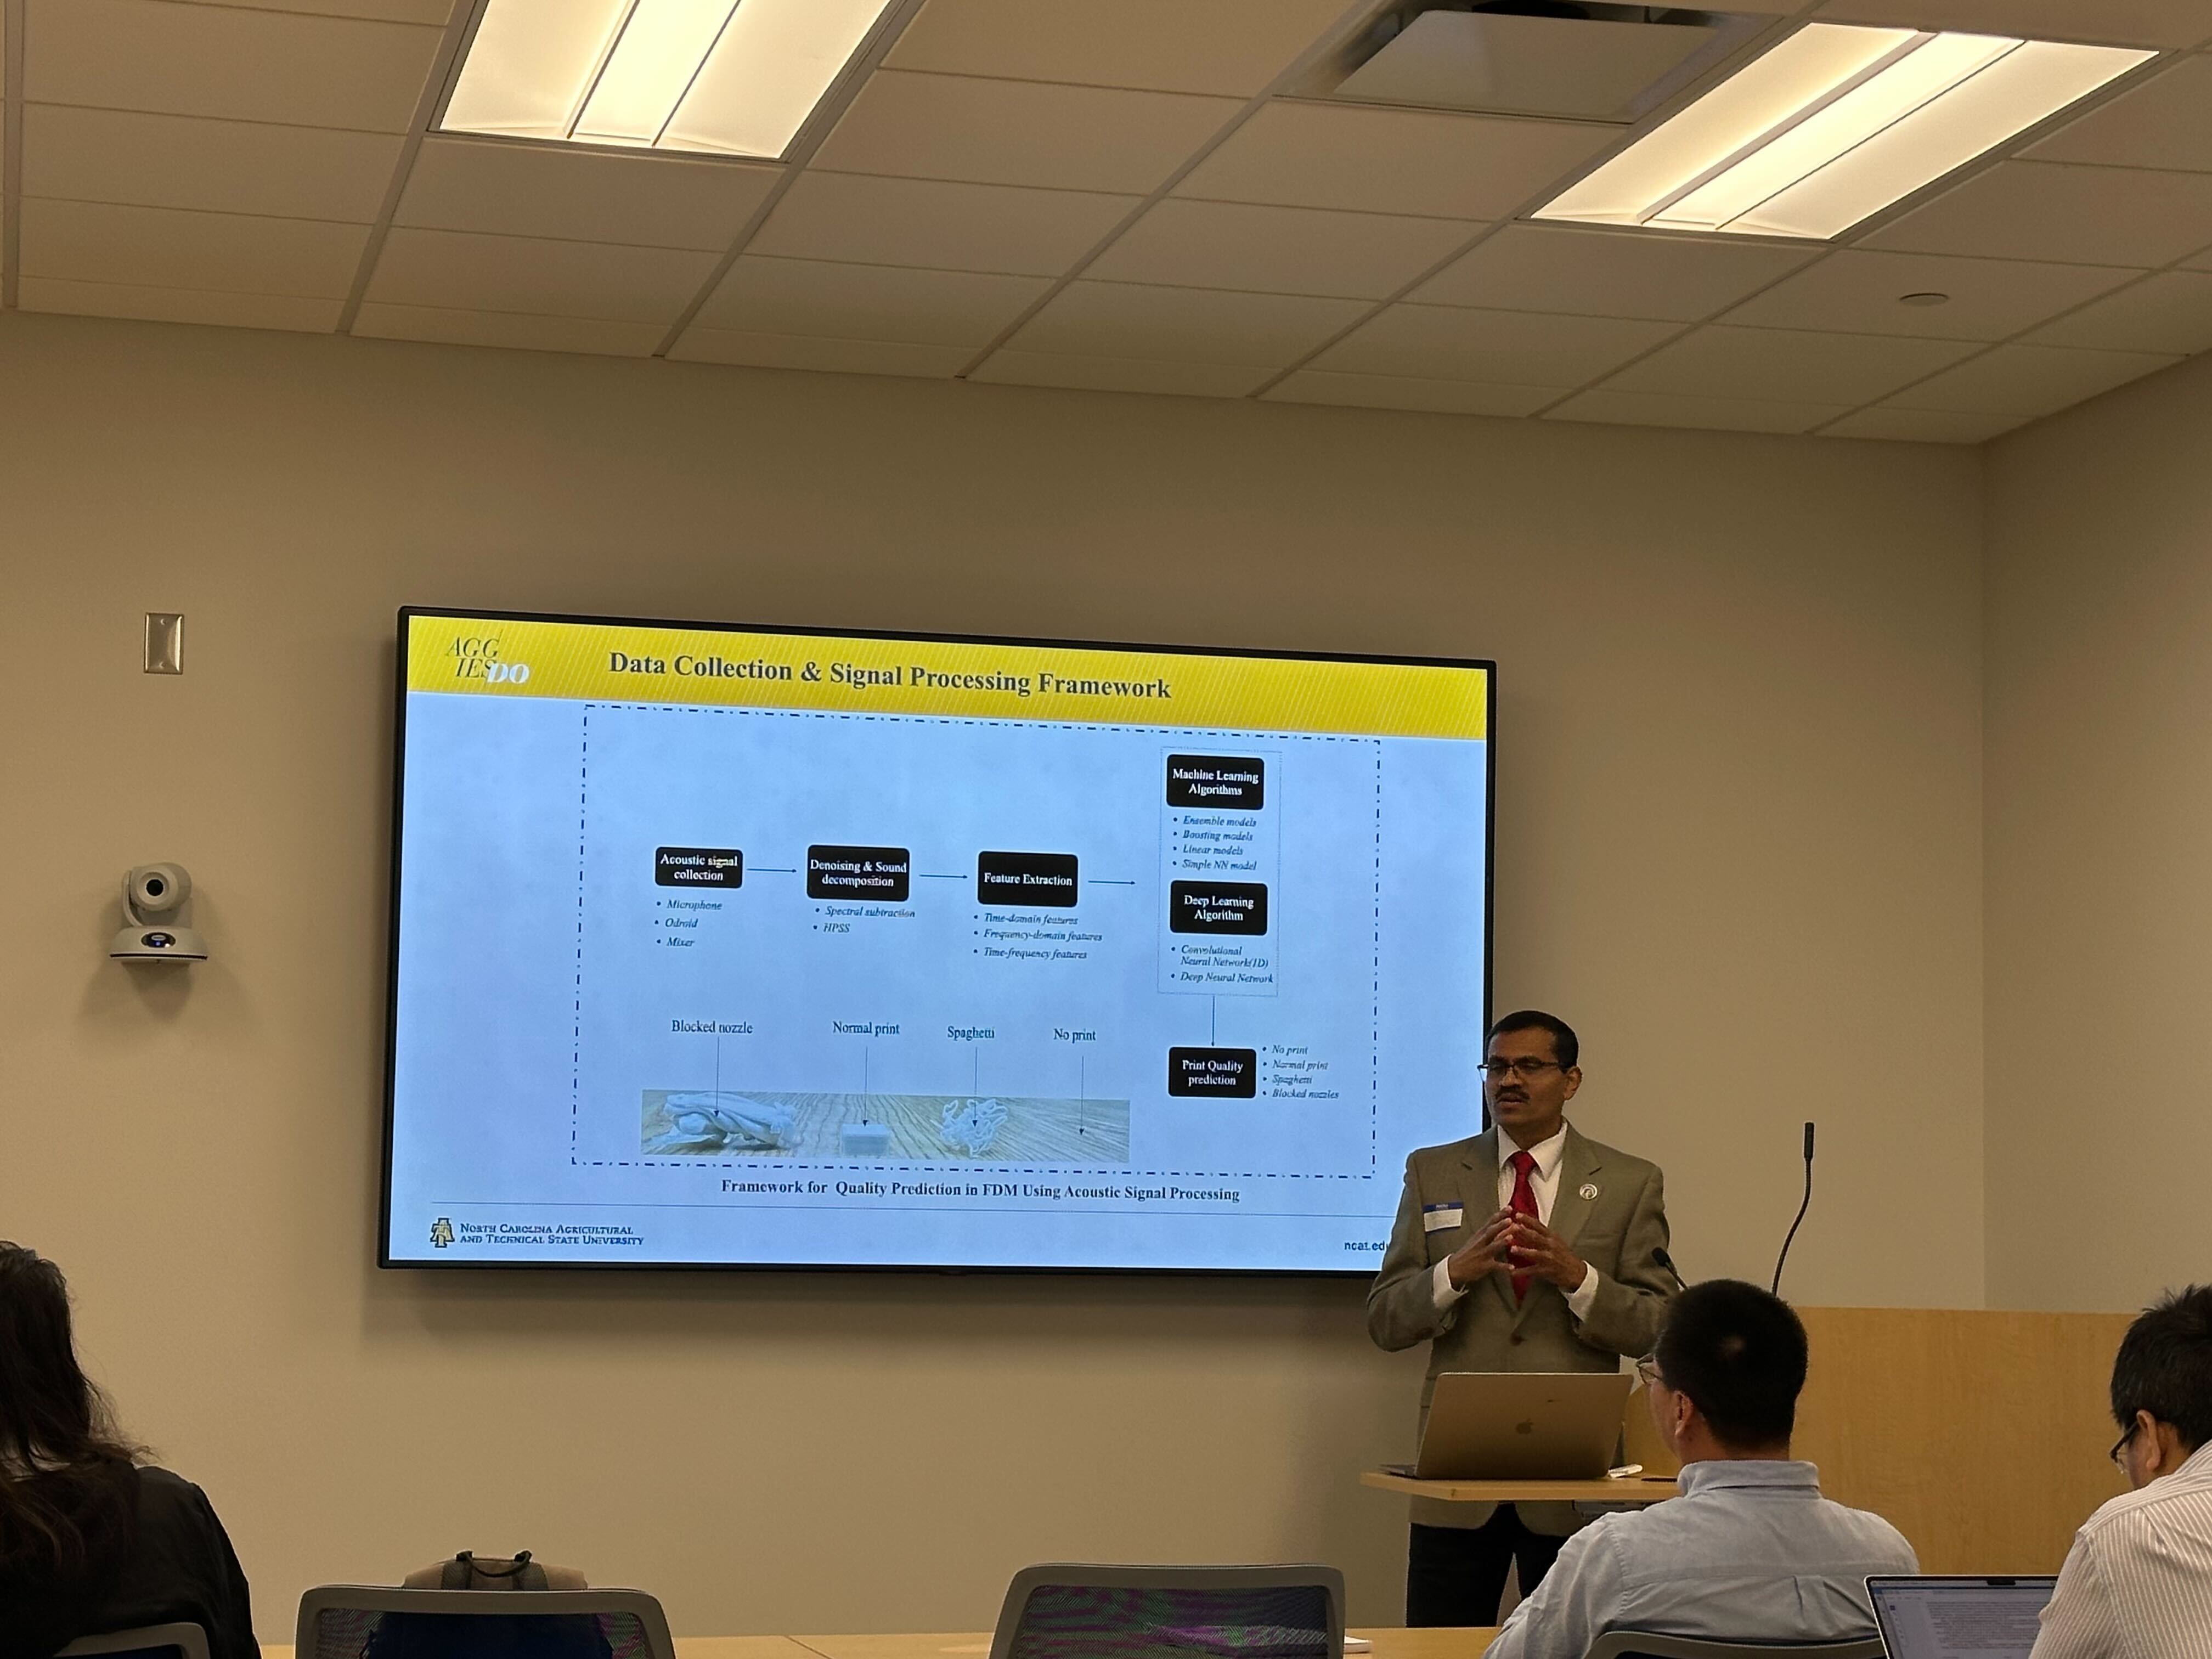 AGG
IESDO
Data Collection & Signal Processing Framework
Machine Learning
Algorithms
• Ensemble models
• Boosting models
• Linear models
• Simple NN model
Acoustic signal
collection
• Microphone
• Odroid
• Mixer
Denoising & Sound
decomposition
• Spectral subtraction
• HPSS
Feature Extraction
• Time-domain features
• Frequency-domain features
• Time-frequency features
Deep Learning
Algorithm
• Convolutional
Neural Network(1D)
• Deep Neural Network
Blocked nozzle
Normal print
Spaghetti
No print
Print Quality
prediction
• No print
• Normal print
• Spaghetti
• Blocked nozzles
Framework for Quality Prediction in FDM Using Acoustic Signal Processing
NORTH CAROLINA AGRICULTURAL
AND TECHNICAL STATE UNIVERSITY
ncat.ed